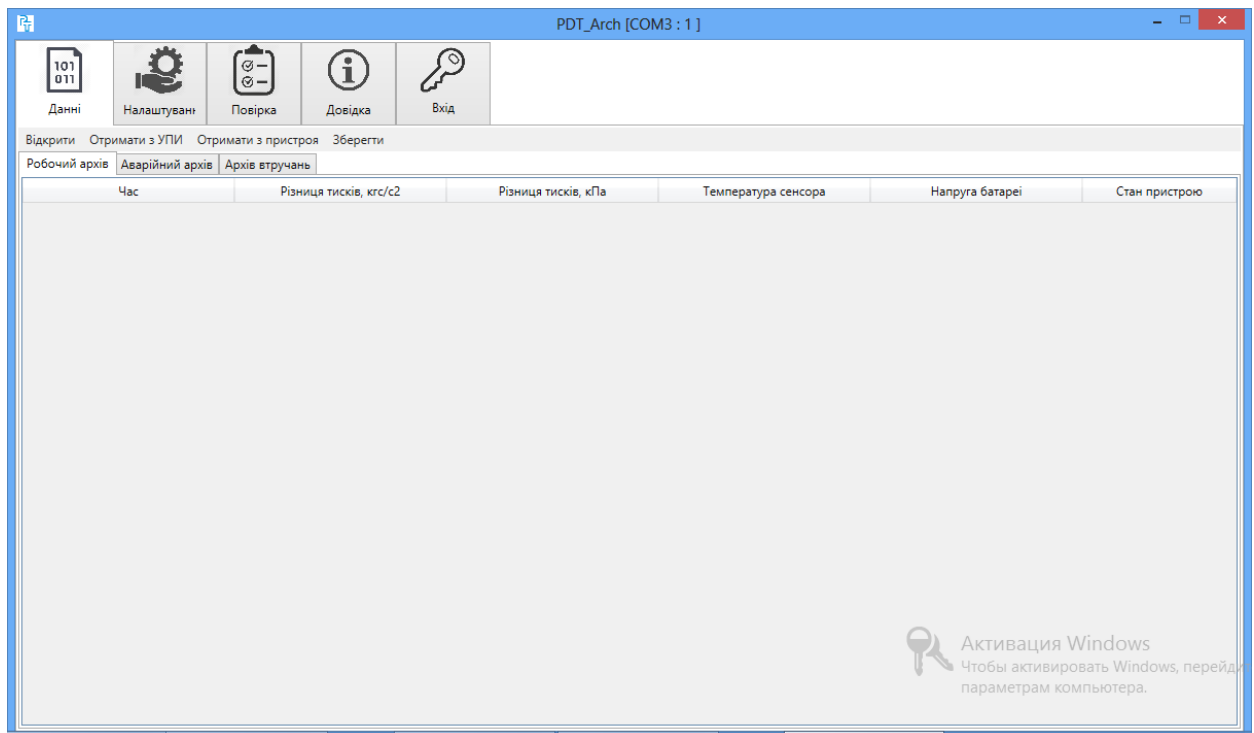 PDT_Arch [COM3 : 1 ]
101
011
Данні
Налаштуванн
Повірка
Довідка
Вхід
Відкрити Отримати з УПИ Отримати з пристроя Зберегти
Робочий архів Аварійний архів Архів втручань
Час Різниця тисків, кгс/с2 Різниця тисків, кПа Температура сенсора Напруга батареї Стан пристрою
Активация Windows
Чтобы активировать Windows, перейди
параметрам компьютера.